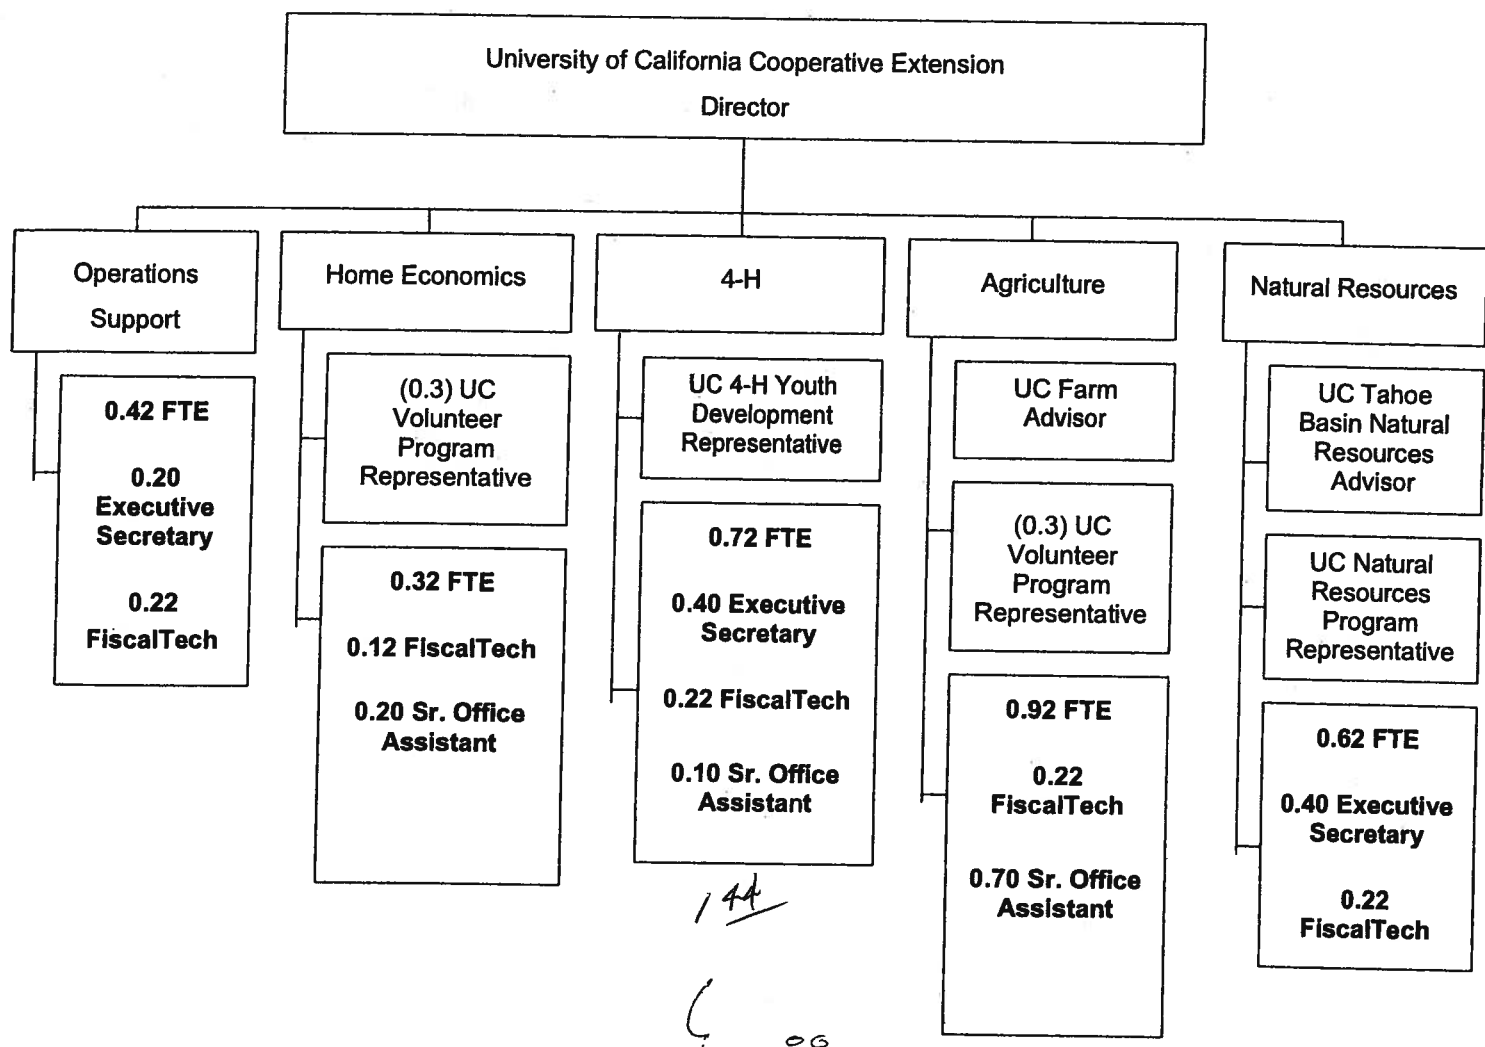 University of California Cooperative Extension
Director
Operations
Support
0.42 FTE
0.20
Executive
Secretary
0.22
FiscalTech
Home Economics
(0.3) UC
Volunteer
Program
Representative
0.32 FTE
0.12 FiscalTech
0.20 Sr. Office
Assistant
4-H
UC 4-H Youth
Development
Representative
0.72 FTE
0.40 Executive
Secretary
0.22 FiscalTech
0.10 Sr. Office
Assistant
Agriculture
UC Farm
Advisor
(0.3) UC
Volunteer
Program
Representative
0.92 FTE
0.22
FiscalTech
0.70 Sr. Office
Assistant
Natural Resources
UC Tahoe
Basin Natural
Resources
Advisor
UC Natural
Resources
Program
Representative
0.62 FTE
0.40 Executive
Secretary
0.22
FiscalTech